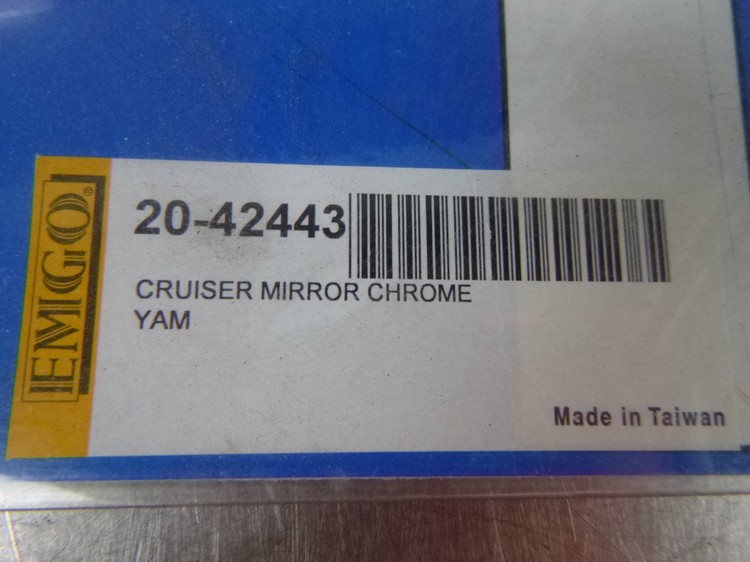 EMGO®
20-42443
CRUISER MIRROR CHROME
YAM
Made in Taiwan